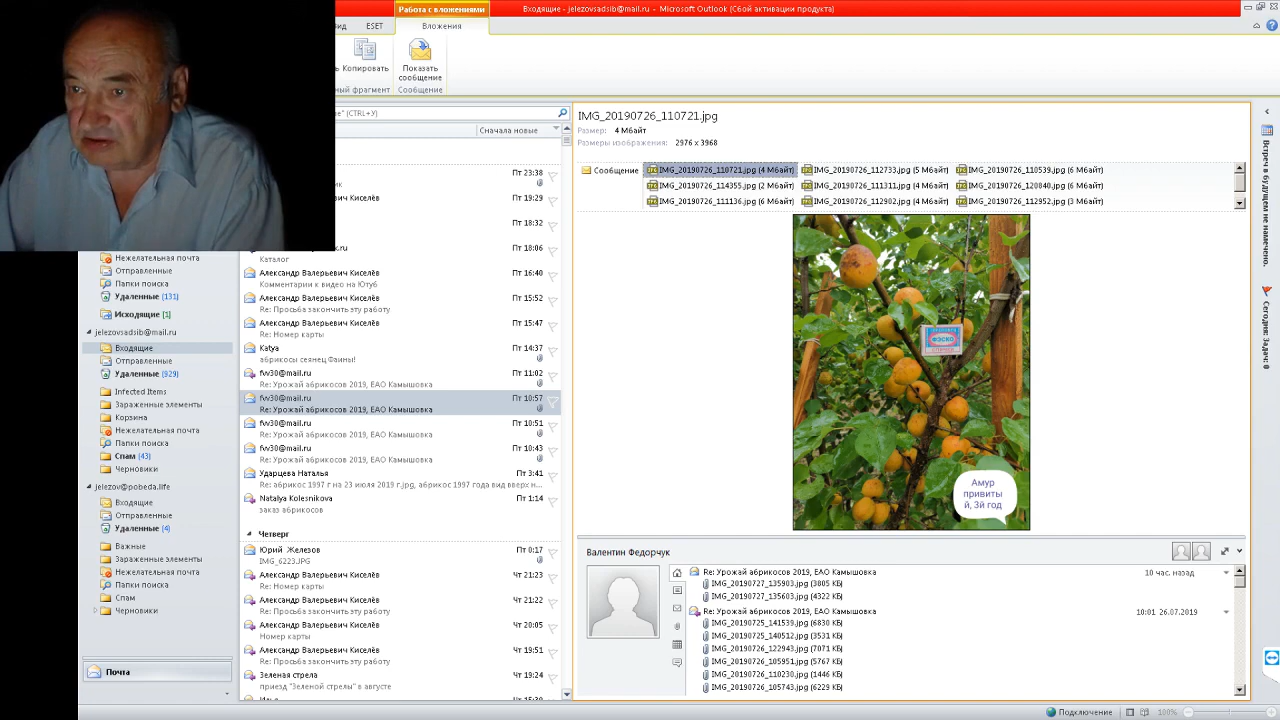 Работа с вложениями
Входящие - jelezovsadsib@mail.ru - Microsoft Outlook (Сбой активации продукта)
ESET
Вложения
Копировать
Показать
сообщение
Сообщение
(CTRL+У)
Сначала новые
Пт 23:38
Пт 19:29
Пт 18:32
Пт 18:06
Каталог
Александр Валерьевич Киселёв Пт 16:40
Комментарии к видео на Ютуб
Александр Валерьевич Киселёв Пт 15:52
Re: Просьба закончить эту работу
Александр Валерьевич Киселёв Пт 15:47
Re: Номер карты
Katya Пт 14:37
абрикосы сеянец Фаины!
fvv30@mail.ru Пт 11:02
Re: Урожай абрикосов 2019, ЕАО Камышовка
fvv30@mail.ru Пт 10:57
Re: Урожай абрикосов 2019, ЕАО Камышовка
fvv30@mail.ru Пт 10:51
Re: Урожай абрикосов 2019, ЕАО Камышовка
fvv30@mail.ru Пт 10:43
Re: Урожай абрикосов 2019, ЕАО Камышовка
Ударцева Наталья Пт 3:41
Re: абрикос 1997 г на 23 июля 2019 г.jpg, абрикос 1997 года вид вверх н...
Natalya Kolesnikova Пт 1:14
заказ абрикосов
Четверг
Юрий Железов Пт 0:17
IMG_6223.JPG
Александр Валерьевич Киселёв Чт 21:23
Re: Номер карты
Александр Валерьевич Киселёв Чт 21:22
Re: Просьба закончить эту работу
Александр Валерьевич Киселёв Чт 20:05
Номер карты
Александр Валерьевич Киселёв Чт 19:51
Re: Просьба закончить эту работу
Зеленая стрела Чт 19:24
приезд "Зеленой стрелы" в августе
Нежелательная почта
Отправленные
Папки поиска
Удаленные (131)
Исходящие [1]
jelezovsadsib@mail.ru
Входящие
Отправленные
Удаленные (929)
Infected Items
Зараженные элементы
Корзина
Нежелательная почта
Папки поиска
Спам (43)
Черновики
jelezov@pobeda.life
Входящие
Отправленные
Удаленные (4)
Важные
Зараженные элементы
Нежелательная почта
Папки поиска
Спам
Черновики
Почта
IMG_20190726_110721.jpg
Размер: 4 Мбайт
Размеры изображения: 2976 x 3968
Сообщение
IMG_20190726_110721.jpg (4 Мбайт) IMG_20190726_112733.jpg (5 Мбайт) IMG_20190726_110539.jpg (6 Мбайт)
IMG_20190726_114355.jpg (2 Мбайт) IMG_20190726_111311.jpg (4 Мбайт) IMG_20190726_120840.jpg (6 Мбайт)
IMG_20190726_111136.jpg (6 Мбайт) IMG_20190726_112902.jpg (4 Мбайт) IMG_20190726_112952.jpg (3 Мбайт)
ФЭСКО
Амур
привиты
й, 3й год
Валентин Федорчук
Re: Урожай абрикосов 2019, ЕАО Камышовка 10 час. назад
IMG_20190727_135903.jpg (3805 КБ)
IMG_20190727_135603.jpg (4322 КБ)
Re: Урожай абрикосов 2019, ЕАО Камышовка 10:01 26.07.2019
IMG_20190725_141539.jpg (6830 КБ)
IMG_20190725_140512.jpg (3531 КБ)
IMG_20190726_122943.jpg (7071 КБ)
IMG_20190726_105951.jpg (5767 КБ)
IMG_20190726_110230.jpg (1446 КБ)
IMG_20190726_105743.jpg (6229 КБ)
Встреч в будущем не намечено.
Сегодня: Задач: 0
Подключение
100%